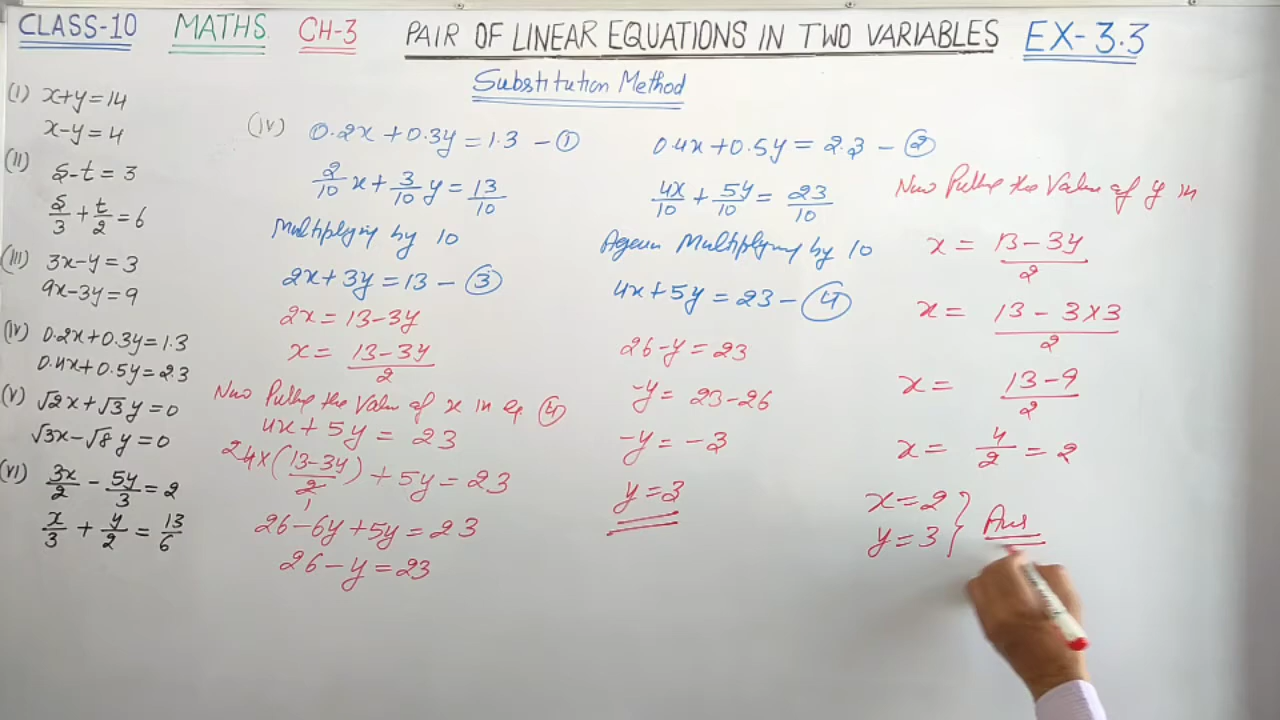 CLASS-10 MATHS CH-3 PAIR OF LINEAR EQUATIONS IN TWO VARIABLES EX-3.3
Substitution Method
(I) x+y=14
x-y=4
(II) s-t=3
s/3 + t/2 = 6
(III) 3x-y=3
9x-3y=9
(IV) 0.2x+0.3y=1.3
0.4x+0.5y=2.3
(V) √2x+√3y=0
√3x-√8y=0
(VI) 3x/2 - 5y/3 = 2
x/3 + y/2 = 13/6
(iv) 0.2x+0.3y=1.3 - ①
2/10 x + 3/10 y = 13/10
Multiplying by 10
2x+3y=13 - ③
2x=13-3y
x= 13-3y/2
Now Putting the Value of x in eq ④
4x+5y=23
24x(13-3y/2)+5y=23
1
26-6y+5y=23
26-y=23
0.4x+0.5y=2.3 - ②
4x/10 + 5y/10 = 23/10
Again Multiplying by 10
4x+5y=23 - ④
26-y=23
-y= 23-26
-y= -3
y=3
Now Putting the Value of y in
x= 13-3y/2
x= 13-3×3/2
x= 13-9/2
x= 4/2 = 2
x=2
y=3 } Ans